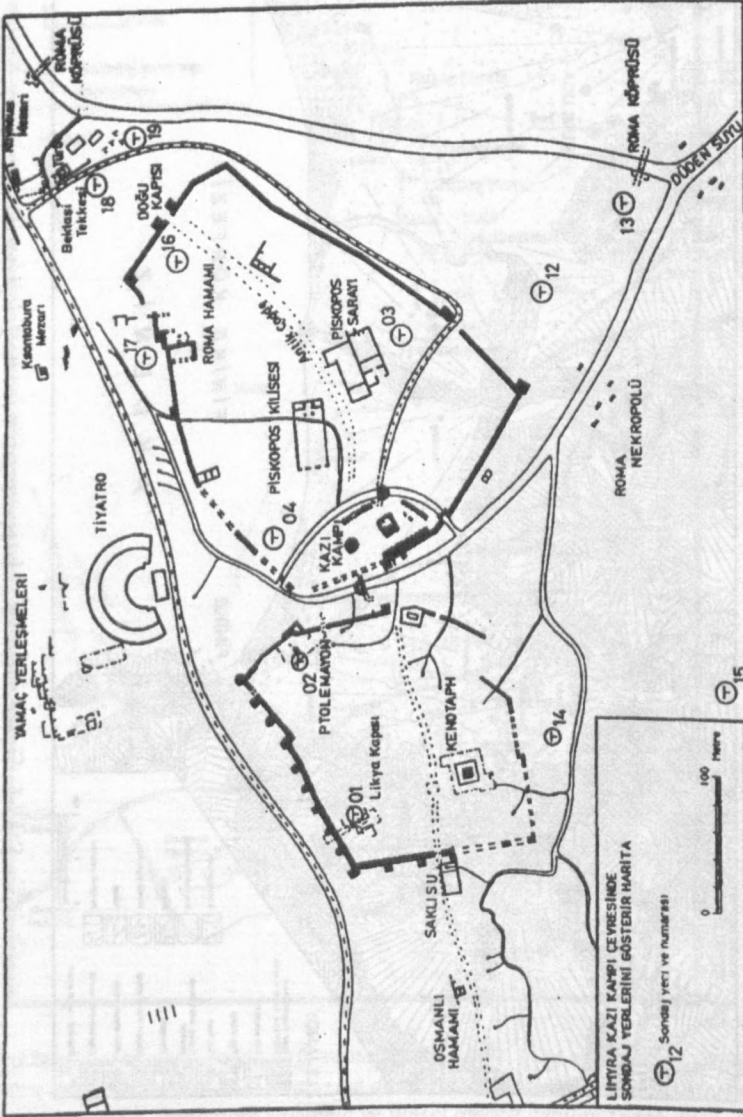 ROMA
KÖPRÜSÜ
Mezarı
19
18
Bektaşi
Tekkesi
DOĞU
KAPISI
16
Ksantabura
Mezarı
17
ROMA HAMAMI
Antik Cadde
PİSKOPOS
SARAYI
03
ROMA KÖPRÜSÜ
DÜDEN SUYU
13
12
PİSKOPOS KİLİSESİ
TİYATRO
04
KAZI
KAMPI
ROMA
NEKROPOLÜ
YAMAÇ YERLEŞMELERİ
02
PTOLEMAYON
KENOTAPH
14
15
01
Likya Kapısı
SAKLISU
OSMANLI
HAMAMI
LİMYRA KAZI KAMPI ÇEVRESİNDE
SONDAJ YERLERİNİ GÖSTERİR HARİTA
12 Sondaj yeri ve numarası
0 100 Metre